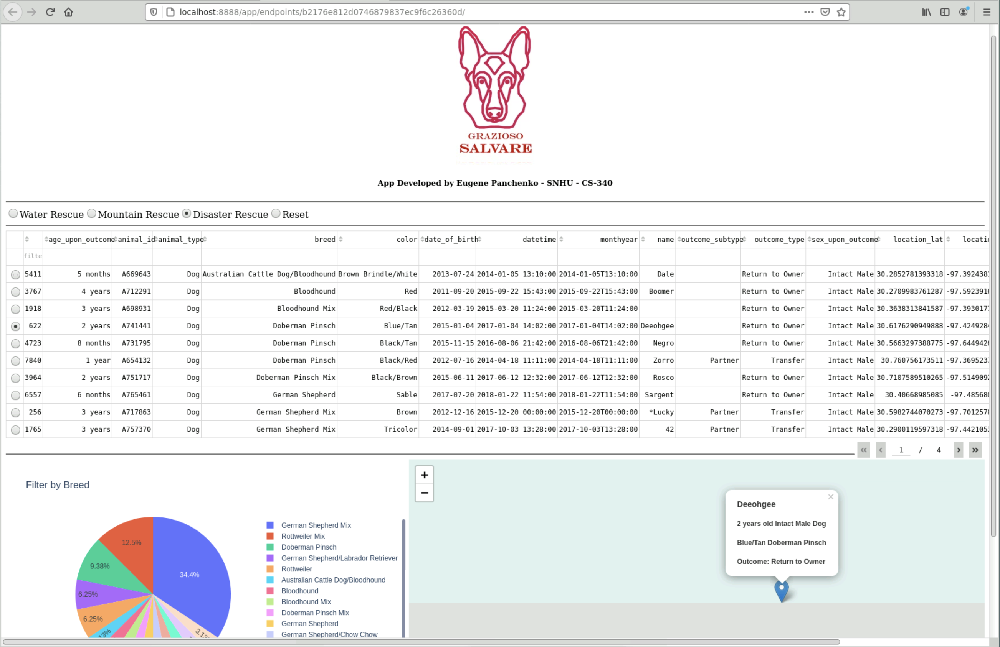 localhost:8888/app/endpoints/b2176e812d0746879837ec9f6c26360d/
GRAZIOSO
SALVARE
App Developed by Eugene Panchenko - SNHU - CS-340
Water Rescue Mountain Rescue Disaster Rescue Reset
age_upon_outcome animal_id animal_type breed color date_of_birth datetime monthyear name outcome_subtype outcome_type sex_upon_outcome location_lat locatio
filte
5411 5 months A669643 Dog Australian Cattle Dog/Bloodhound Brown Brindle/White 2013-07-24 2014-01-05 13:10:00 2014-01-05T13:10:00 Dale Return to Owner Intact Male 30.2852781393318 -97.392438
3767 4 years A712291 Dog Bloodhound Red 2011-09-20 2015-09-22 15:43:00 2015-09-22T15:43:00 Boomer Return to Owner Intact Male 30.2709983761287 -97.592391
1918 3 years A698931 Dog Bloodhound Mix Red/Black 2012-03-19 2015-03-20 11:24:00 2015-03-20T11:24:00 Return to Owner Intact Male 30.3638313841587 -97.393017
622 2 years A741441 Dog Doberman Pinsch Blue/Tan 2015-01-04 2017-01-04 14:02:00 2017-01-04T14:02:00 Deeohgee Return to Owner Intact Male 30.6176290949888 -97.424928
4723 8 months A731795 Dog Doberman Pinsch Black/Tan 2015-11-15 2016-08-06 21:42:00 2016-08-06T21:42:00 Negro Return to Owner Intact Male 30.5663297388775 -97.644942
7840 1 year A654132 Dog Doberman Pinsch Black/Red 2012-07-16 2014-04-18 11:11:00 2014-04-18T11:11:00 Zorro Partner Transfer Intact Male 30.760756173511 -97.369523
3964 2 years A751717 Dog Doberman Pinsch Mix Black/Brown 2015-06-11 2017-06-12 12:32:00 2017-06-12T12:32:00 Rosco Return to Owner Intact Male 30.7107589510265 -97.514909
6557 6 months A765461 Dog German Shepherd Sable 2017-07-20 2018-01-22 11:54:00 2018-01-22T11:54:00 Sargent Return to Owner Intact Male 30.40668985085 -97.48568
256 3 years A717863 Dog German Shepherd Mix Brown 2012-12-16 2015-12-20 00:00:00 2015-12-20T00:00:00 *Lucky Partner Transfer Intact Male 30.5982744070273 -97.701257
1765 3 years A757370 Dog German Shepherd Mix Tricolor 2014-09-01 2017-10-03 13:28:00 2017-10-03T13:28:00 42 Partner Transfer Intact Male 30.2900119597318 -97.442105
1 / 4
Filter by Breed
12.5%
9.38%
34.4%
6.25%
6.25%
German Shepherd Mix
Rottweiler Mix
Doberman Pinsch
German Shepherd/Labrador Retriever
Rottweiler
Australian Cattle Dog/Bloodhound
Bloodhound
Bloodhound Mix
Doberman Pinsch Mix
German Shepherd
German Shepherd/Chow Chow
+
−
Deeohgee
2 years old Intact Male Dog
Blue/Tan Doberman Pinsch
Outcome: Return to Owner